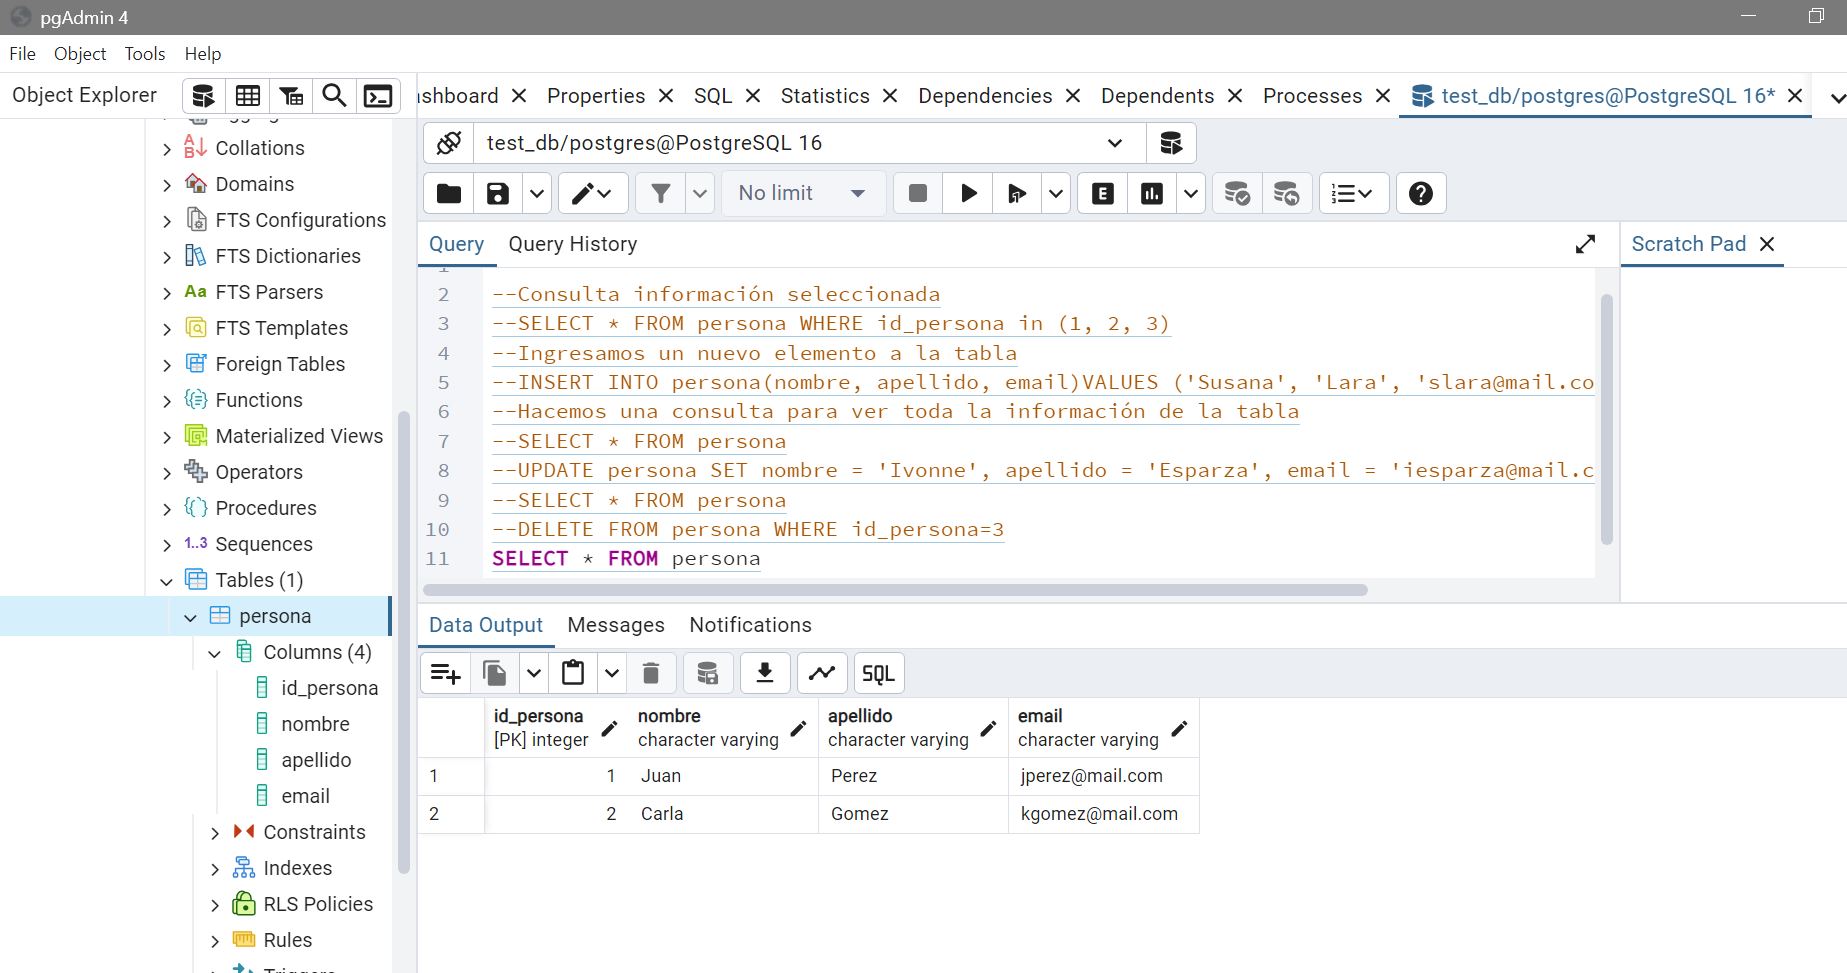 pgAdmin 4
File Object Tools Help
Object Explorer
shboard Properties SQL Statistics Dependencies Dependents Processes test_db/postgres@PostgreSQL 16*
test_db/postgres@PostgreSQL 16
No limit
E
Query Query History
Scratch Pad
Collations
Domains
FTS Configurations
FTS Dictionaries
Aa FTS Parsers
FTS Templates
Foreign Tables
Functions
Materialized Views
Operators
Procedures
1..3 Sequences
Tables (1)
persona
Columns (4)
id_persona
nombre
apellido
email
Constraints
Indexes
RLS Policies
Rules
Triggers
2 --Consulta información seleccionada
3 --SELECT * FROM persona WHERE id_persona in (1, 2, 3)
4 --Ingresamos un nuevo elemento a la tabla
5 --INSERT INTO persona(nombre, apellido, email)VALUES ('Susana', 'Lara', 'slara@mail.co
6 --Hacemos una consulta para ver toda la información de la tabla
7 --SELECT * FROM persona
8 --UPDATE persona SET nombre = 'Ivonne', apellido = 'Esparza', email = 'iesparza@mail.c
9 --SELECT * FROM persona
10 --DELETE FROM persona WHERE id_persona=3
11 SELECT * FROM persona
Data Output Messages Notifications
SQL
id_persona nombre apellido email
[PK] integer character varying character varying character varying
1 1 Juan Perez jperez@mail.com
2 2 Carla Gomez kgomez@mail.com